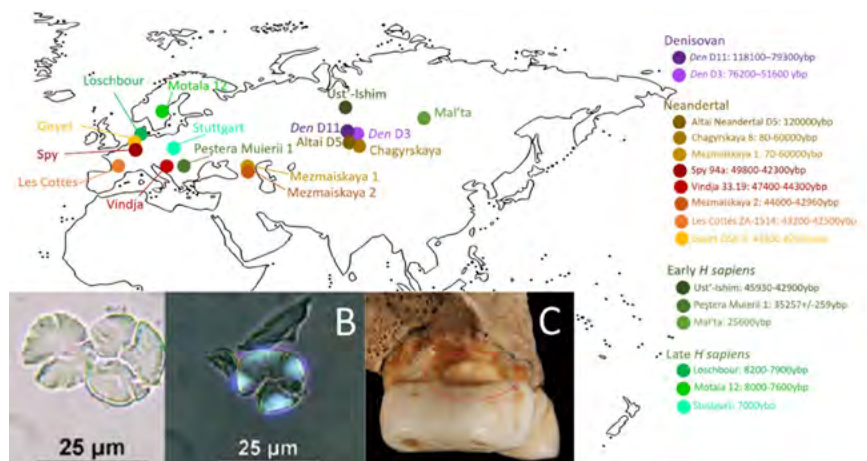 Motala 12
Loschbour
Goyet
Stuttgart
Spy
Peştera Muierii 1
Les Cottes
Mezmaiskaya 1
Mezmaiskaya 2
Vindja
Ust'-Ishim
Mal'ta
Den D11
Den D3
Altai D5
Chagyrskaya
Denisovan
Den D11: 118100–79300ybp
Den D3: 76200–51600 ybp
Neandertal
Altai Neandertal D5: 120000ybp
Chagyrskaya 8: 80-60000ybp
Mezmaiskaya 1, 70-60000ybp
Spy 94a: 49800-42300ybp
Vindja 33.19: 47400-44300ybp
Mezmaiskaya 2: 44600-42960ybp
Les Cottés Z4-1514: 43200-42500ybp
Early H sapiens
Ust'-Ishim: 45930-42900ybp
Peştera Muierii 1: 35257+/-259ybp
Mal'ta: 25600ybp
Late H sapiens
Loschbour: 8200-7900ybp
Motala 12: 8000-7600ybp
7000ybp
25 µm
B
25 µm
C